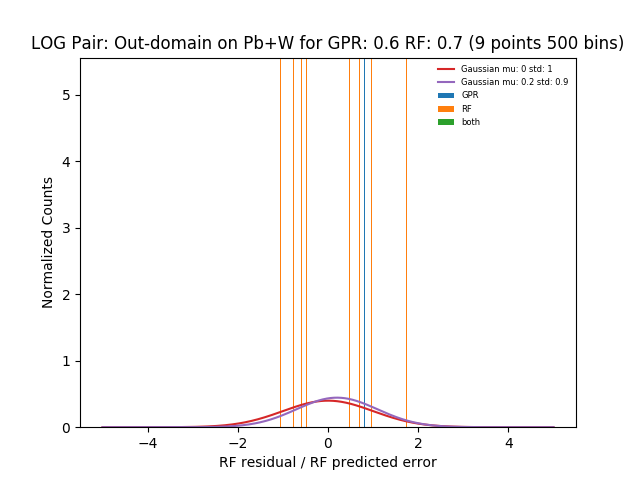 LOG Pair: Out-domain on Pb+W for GPR: 0.6 RF: 0.7 (9 points 500 bins)
Gaussian mu: 0 std: 1
Gaussian mu: 0.2 std: 0.9
GPR
RF
both
Normalized Counts
5
4
3
2
1
0
−4
−2
0
2
4
RF residual / RF predicted error